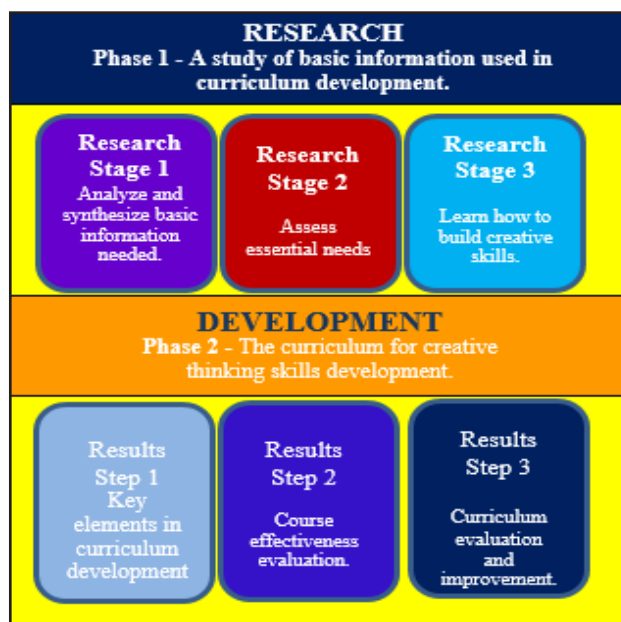 RESEARCH
Phase 1 - A study of basic information used in
curriculum development.
Research
Stage 1
Analyze and
synthesize basic
information
needed.
Research
Stage 2
Assess
essential needs
Research
Stage 3
Learn how to
build creative
skills.
DEVELOPMENT
Phase 2 - The curriculum for creative
thinking skills development.
Results
Step 1
Key
elements in
curriculum
development
Results
Step 2
Course
effectiveness
evaluation.
Results
Step 3
Curriculum
evaluation
and
improvement.